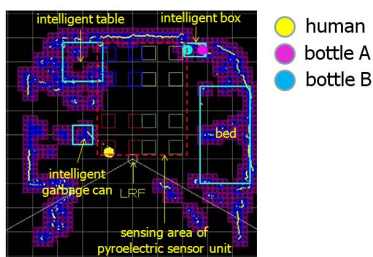 intelligent table
intelligent box
human
bottle A
bottle B
bed
intelligent
garbage can
LRF
sensing area of
pyroelectric sensor unit